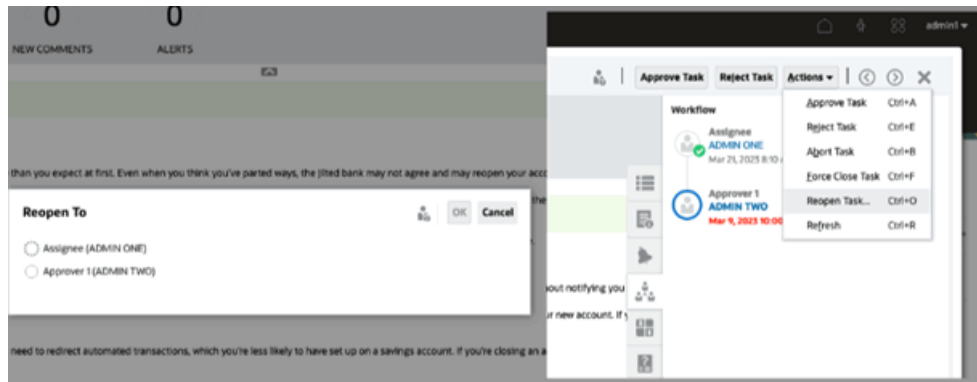 0
0
NEW COMMENTS
ALERTS
than you expect at first. Even when you think you've parted ways, the jilted bank may not agree and may reopen your acc
the
Reopen To
OK
Cancel
Assignee (ADMIN ONE)
Approver 1 (ADMIN TWO)
out notifying you
ur new account. If y
need to redirect automated transactions, which you're less likely to have set up on a savings account. If you're closing an a
admin1
Approve Task
Reject Task
Actions
Workflow
Assignee
ADMIN ONE
Mar 21, 2023 8:10
Approver 1
ADMIN TWO
Mar 9, 2023 10:00
Approve Task Ctrl+A
Reject Task Ctrl+E
Abort Task Ctrl+B
Force Close Task Ctrl+F
Reopen Task... Ctrl+O
Refresh Ctrl+R